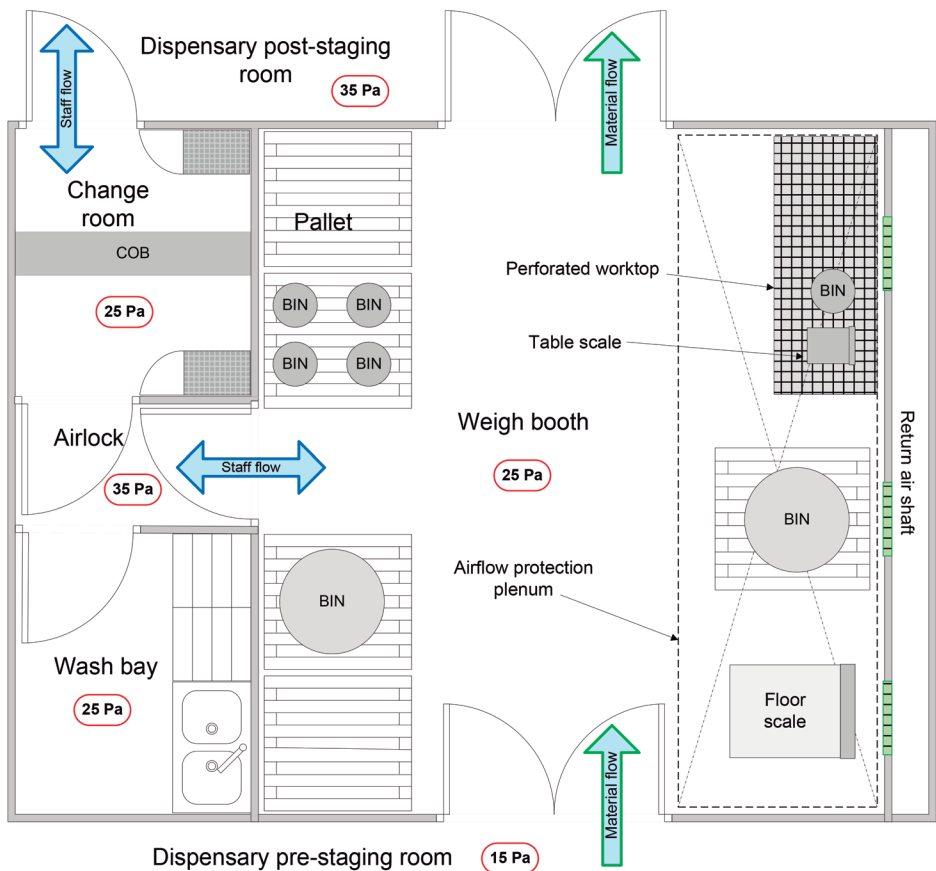 Dispensary post-staging
room
35 Pa
Staff flow
Material flow
Change
room
COB
25 Pa
Pallet
BIN
BIN
BIN
BIN
Perforated worktop
BIN
Table scale
Airlock
35 Pa
Staff flow
Weigh booth
25 Pa
Return air shaft
BIN
Airflow protection
plenum
BIN
Wash bay
25 Pa
Floor
scale
Material flow
Dispensary pre-staging room
15 Pa